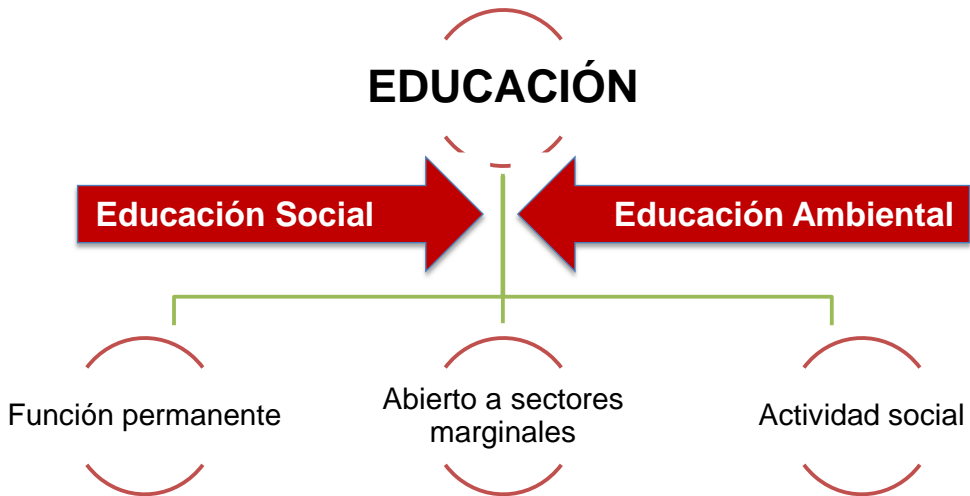 EDUCACIÓN
Educación Social
Educación Ambiental
Función permanente
Abierto a sectores
marginales
Actividad social